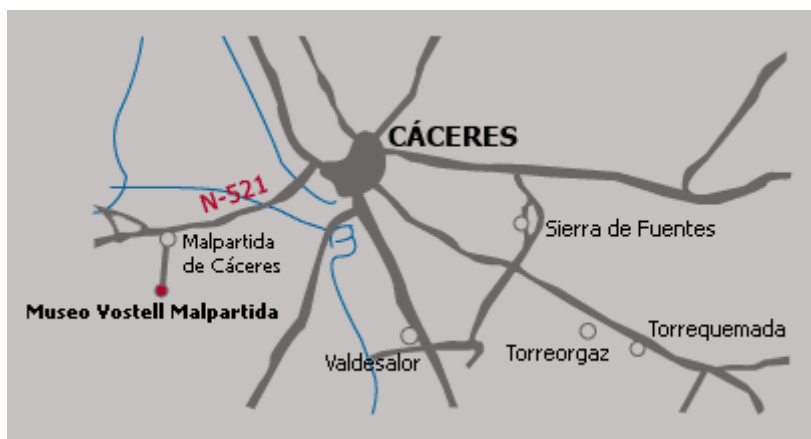 CÁCERES
N-521
Sierra de Fuentes
Malpartida
de Cáceres
Museo Vostell Malpartida
Valdesalor
Torreorgaz
Torrequemada